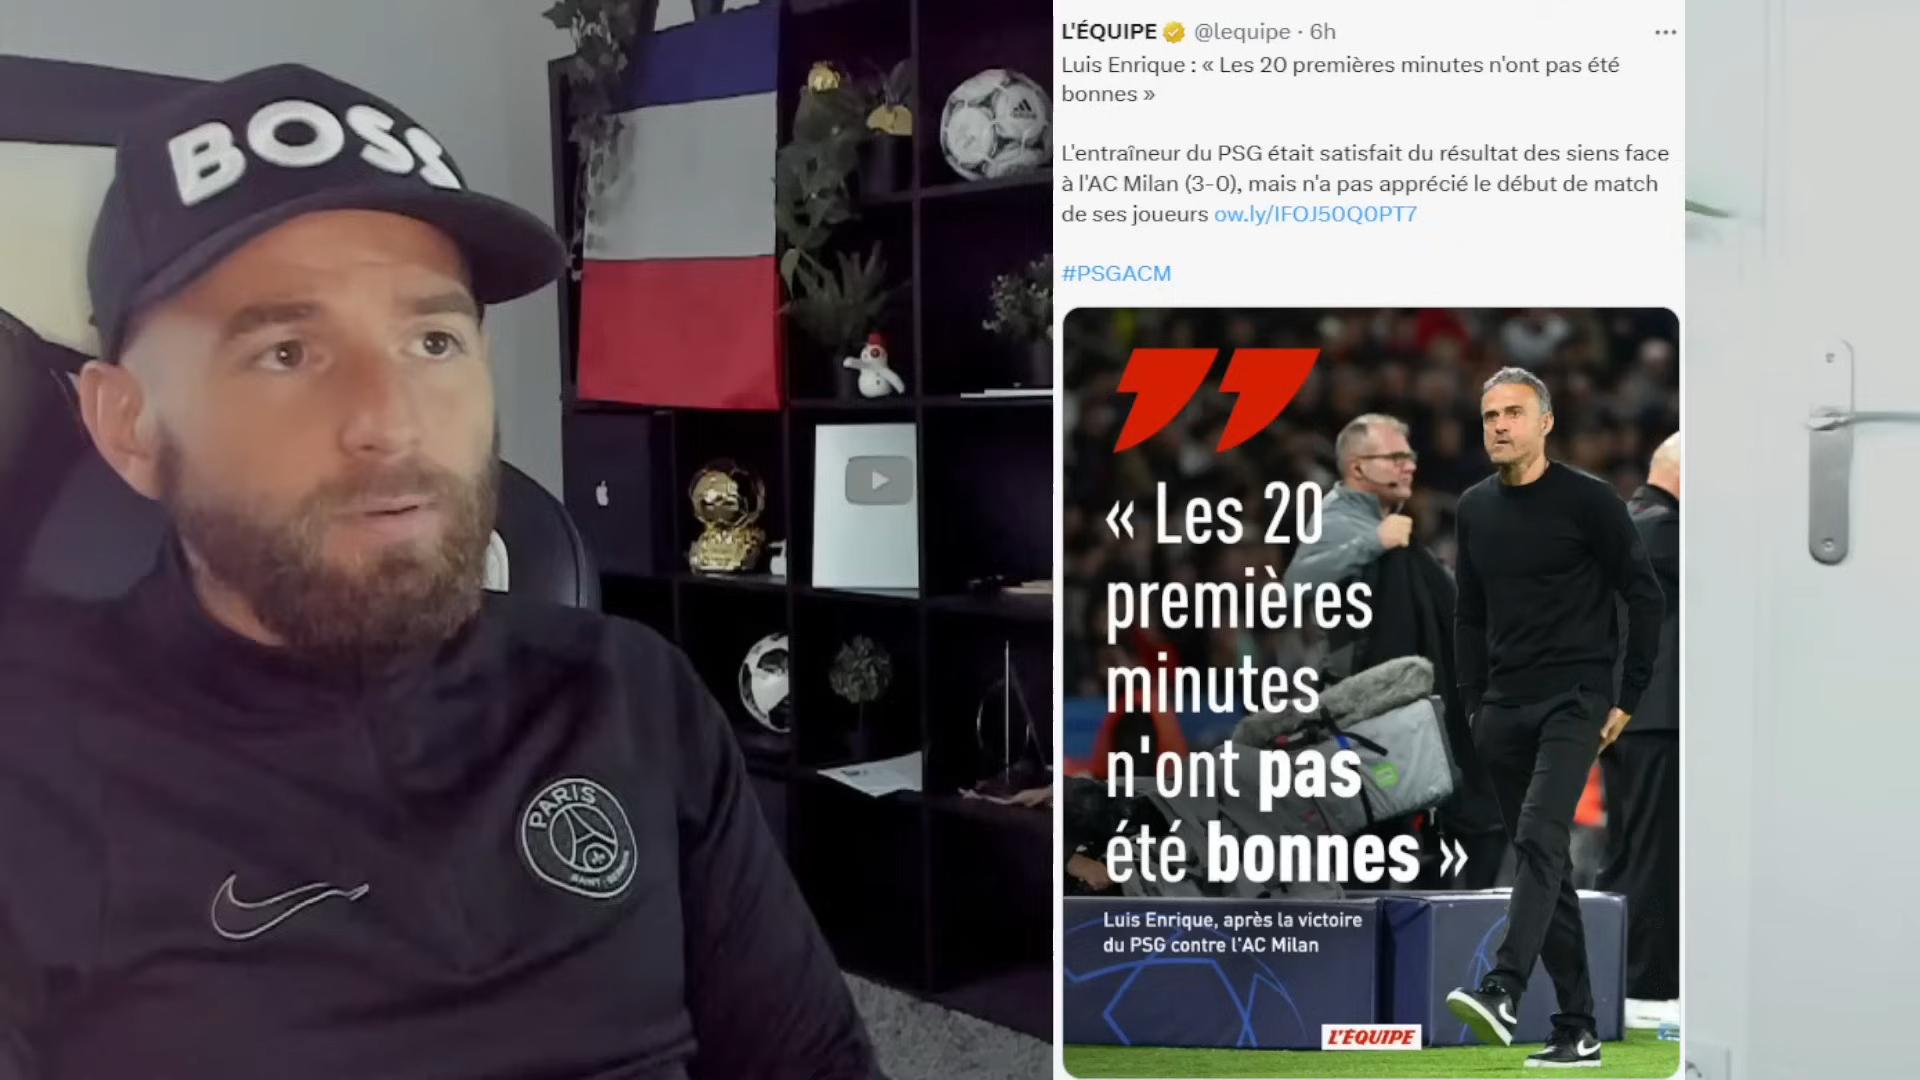 BOSS
PARIS
SAINT-GERMAIN
L'ÉQUIPE @lequipe · 6h
Luis Enrique : « Les 20 premières minutes n'ont pas été
bonnes »
L'entraîneur du PSG était satisfait du résultat des siens face
à l'AC Milan (3-0), mais n'a pas apprécié le début de match
de ses joueurs ow.ly/IFOJ50Q0PT7
#PSGACM
« Les 20
premières
minutes
n'ont pas
été bonnes »
Luis Enrique, après la victoire
du PSG contre l'AC Milan
L'ÉQUIPE